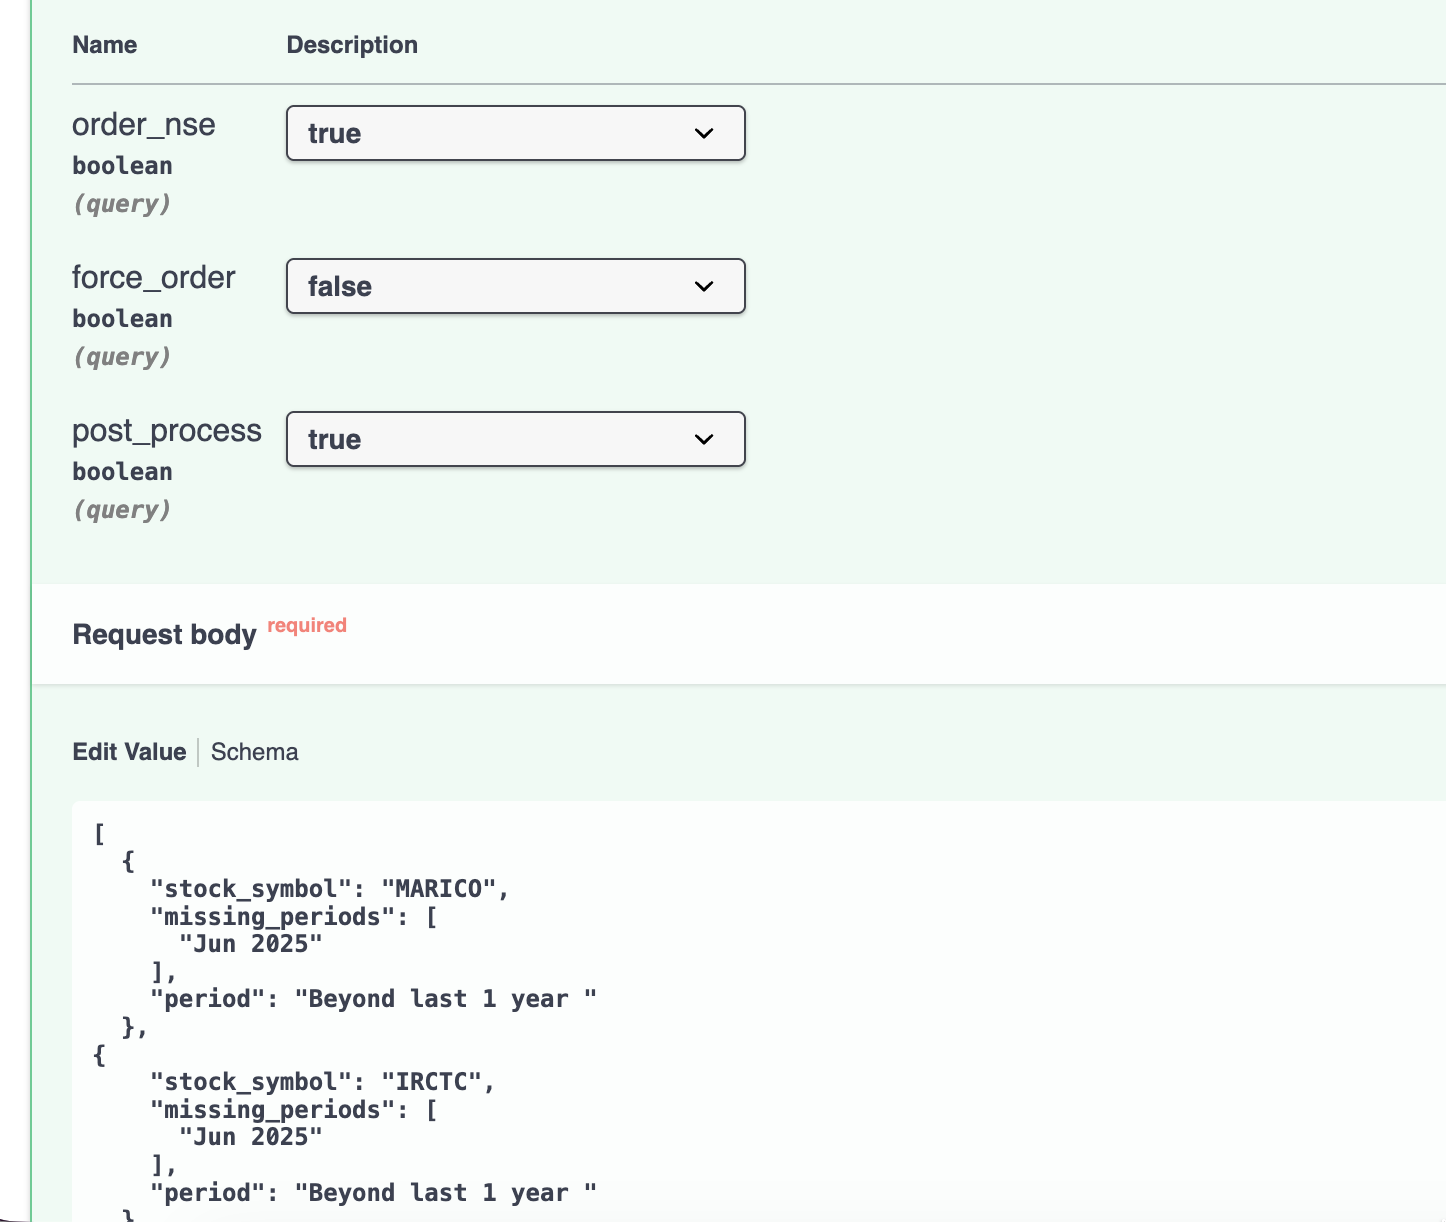 Name Description
order_nse true
boolean
(query)
force_order false
boolean
(query)
post_process true
boolean
(query)
Request body required
Edit Value Schema
[
  {
    "stock_symbol": "MARICO",
    "missing_periods": [
      "Jun 2025"
    ],
    "period": "Beyond last 1 year "
  },
{
    "stock_symbol": "IRCTC",
    "missing_periods": [
      "Jun 2025"
    ],
    "period": "Beyond last 1 year "
  }